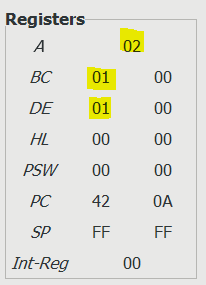 Registers
A 02
BC 01 00
DE 01 00
HL 00 00
PSW 00 00
PC 42 0A
SP FF FF
Int-Reg 00